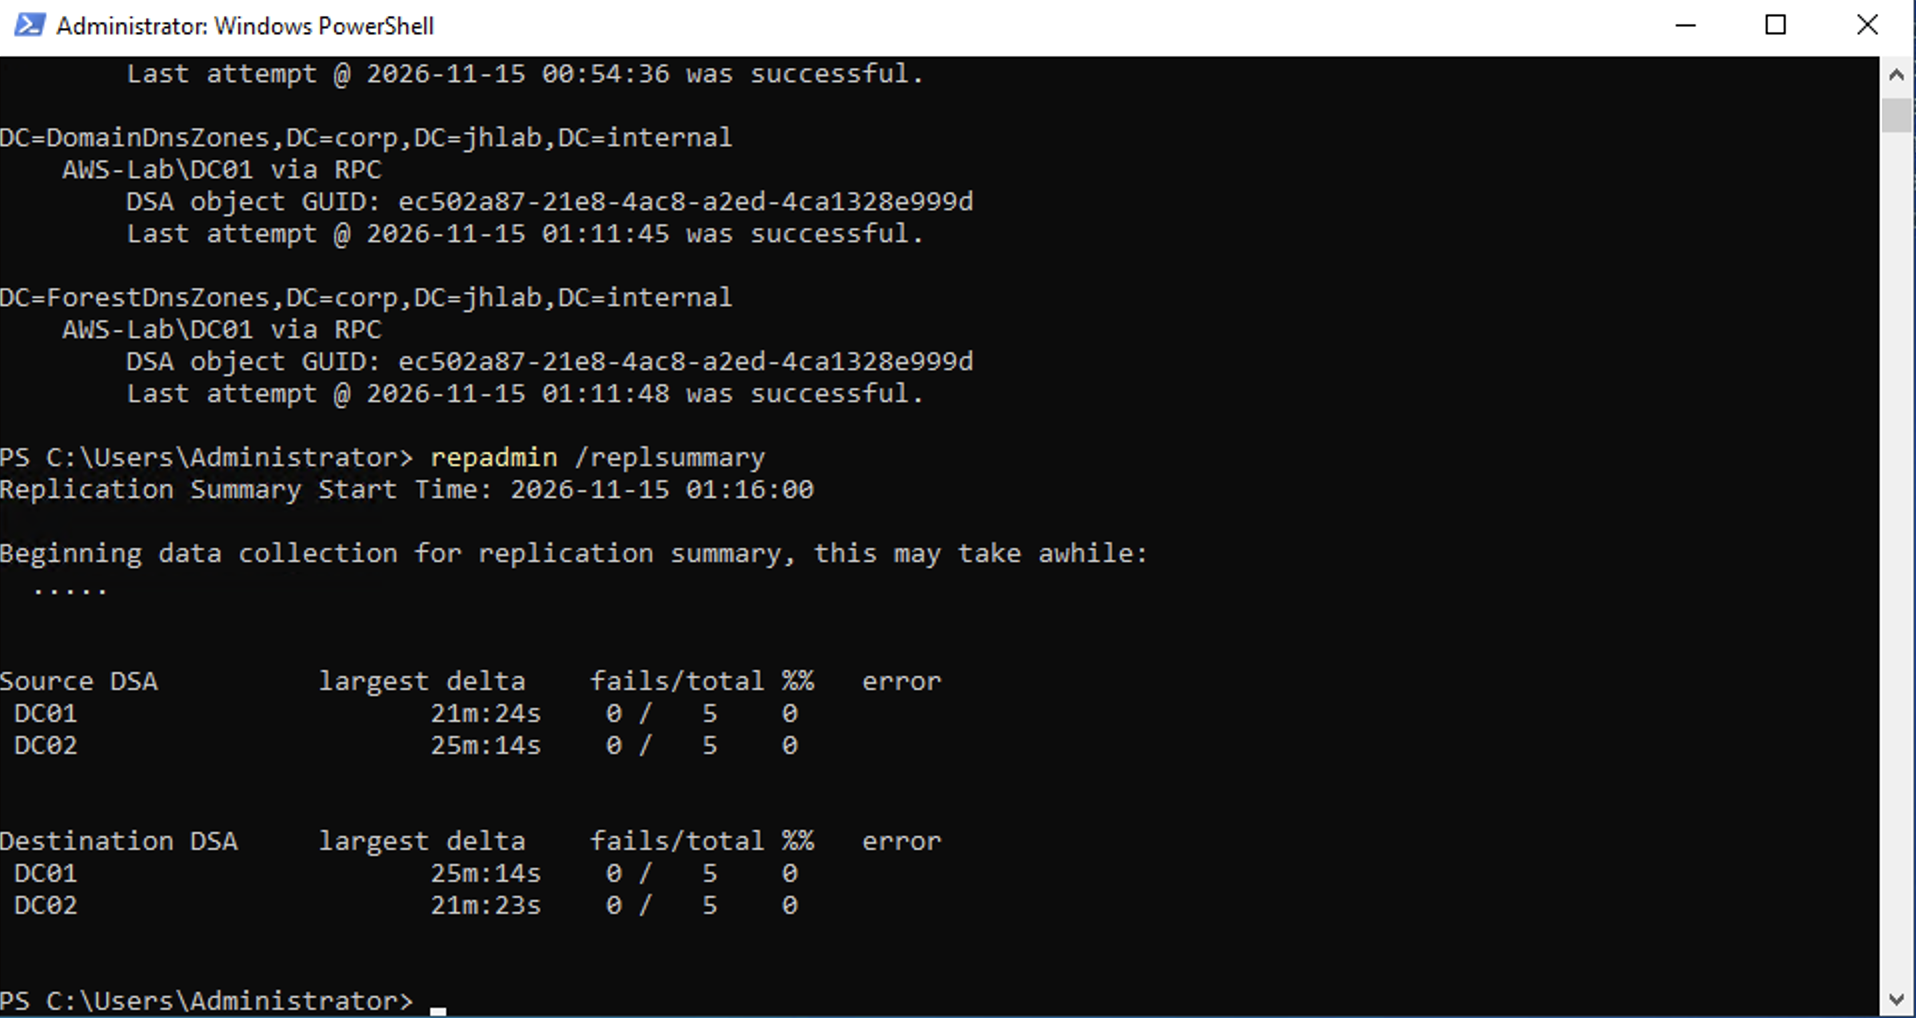 Administrator: Windows PowerShell
Last attempt @ 2026-11-15 00:54:36 was successful.
DC=DomainDnsZones,DC=corp,DC=jhlab,DC=internal
AWS-Lab\DC01 via RPC
DSA object GUID: ec502a87-21e8-4ac8-a2ed-4ca1328e999d
Last attempt @ 2026-11-15 01:11:45 was successful.
DC=ForestDnsZones,DC=corp,DC=jhlab,DC=internal
AWS-Lab\DC01 via RPC
DSA object GUID: ec502a87-21e8-4ac8-a2ed-4ca1328e999d
Last attempt @ 2026-11-15 01:11:48 was successful.
PS C:\Users\Administrator> repadmin /replsummary
Replication Summary Start Time: 2026-11-15 01:16:00
Beginning data collection for replication summary, this may take awhile:
.....
Source DSA          largest delta    fails/total %%   error
DC01                      21m:24s    0 /   5    0
DC02                      25m:14s    0 /   5    0
Destination DSA     largest delta    fails/total %%   error
DC01                      25m:14s    0 /   5    0
DC02                      21m:23s    0 /   5    0
PS C:\Users\Administrator>